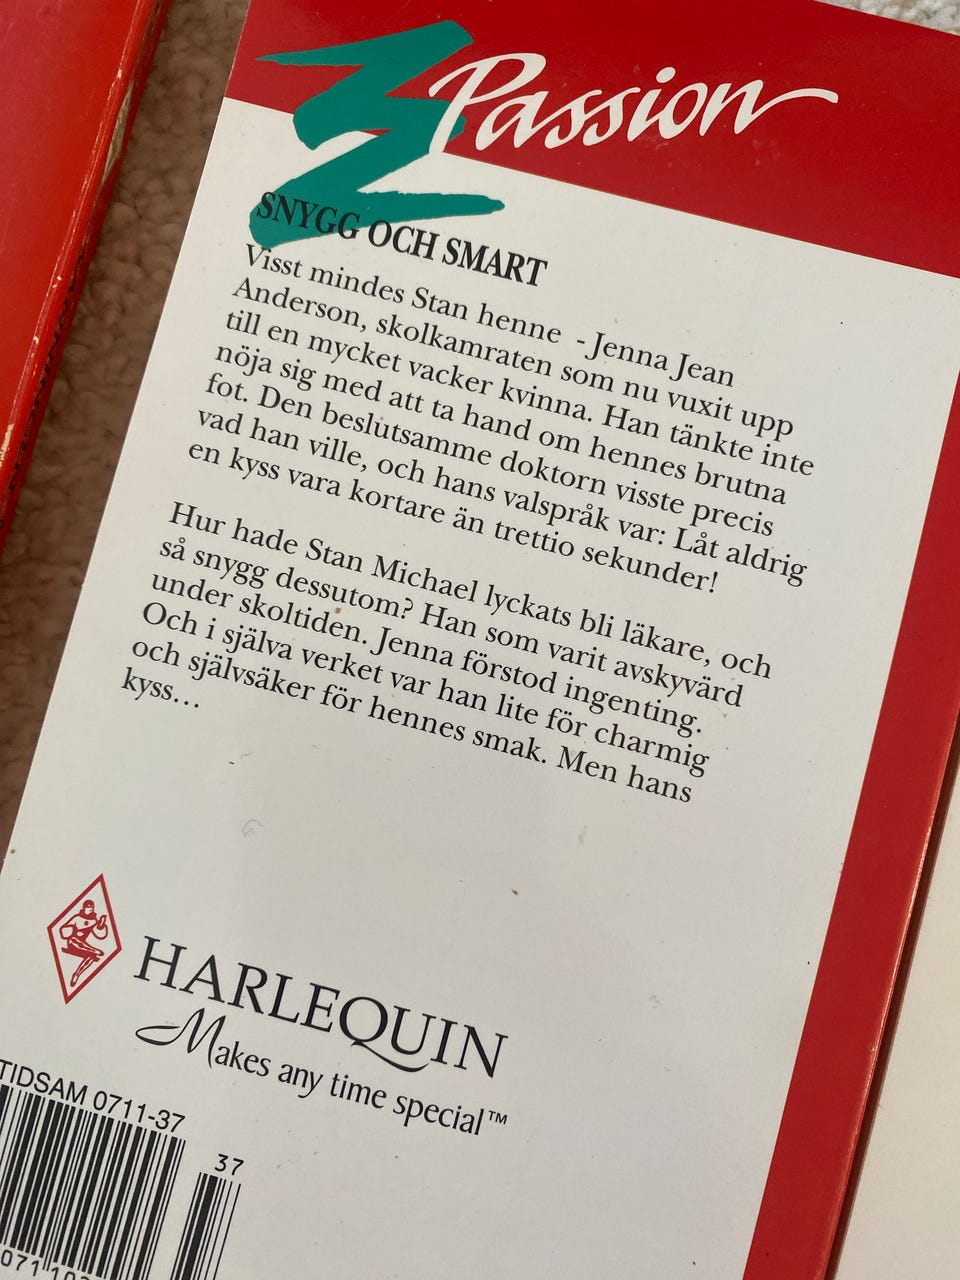 Passion
SNYGG OCH SMART
Visst mindes Stan henne - Jenna Jean
Anderson, skolkamraten som nu vuxit upp
till en mycket vacker kvinna. Han tänkte inte
nöja sig med att ta hand om hennes brutna
fot. Den beslutsamme doktorn visste precis
vad han ville, och hans valspråk var: Låt aldrig
en kyss vara kortare än trettio sekunder!
Hur hade Stan Michael lyckats bli läkare, och
så snygg dessutom? Han som varit avskyvärd
under skoltiden. Jenna förstod ingenting.
Och i själva verket var han lite för charmig
och självsäker för hennes smak. Men hans
kyss...
HARLEQUIN
Makes any time special™
TIDSAM 0711-37
37